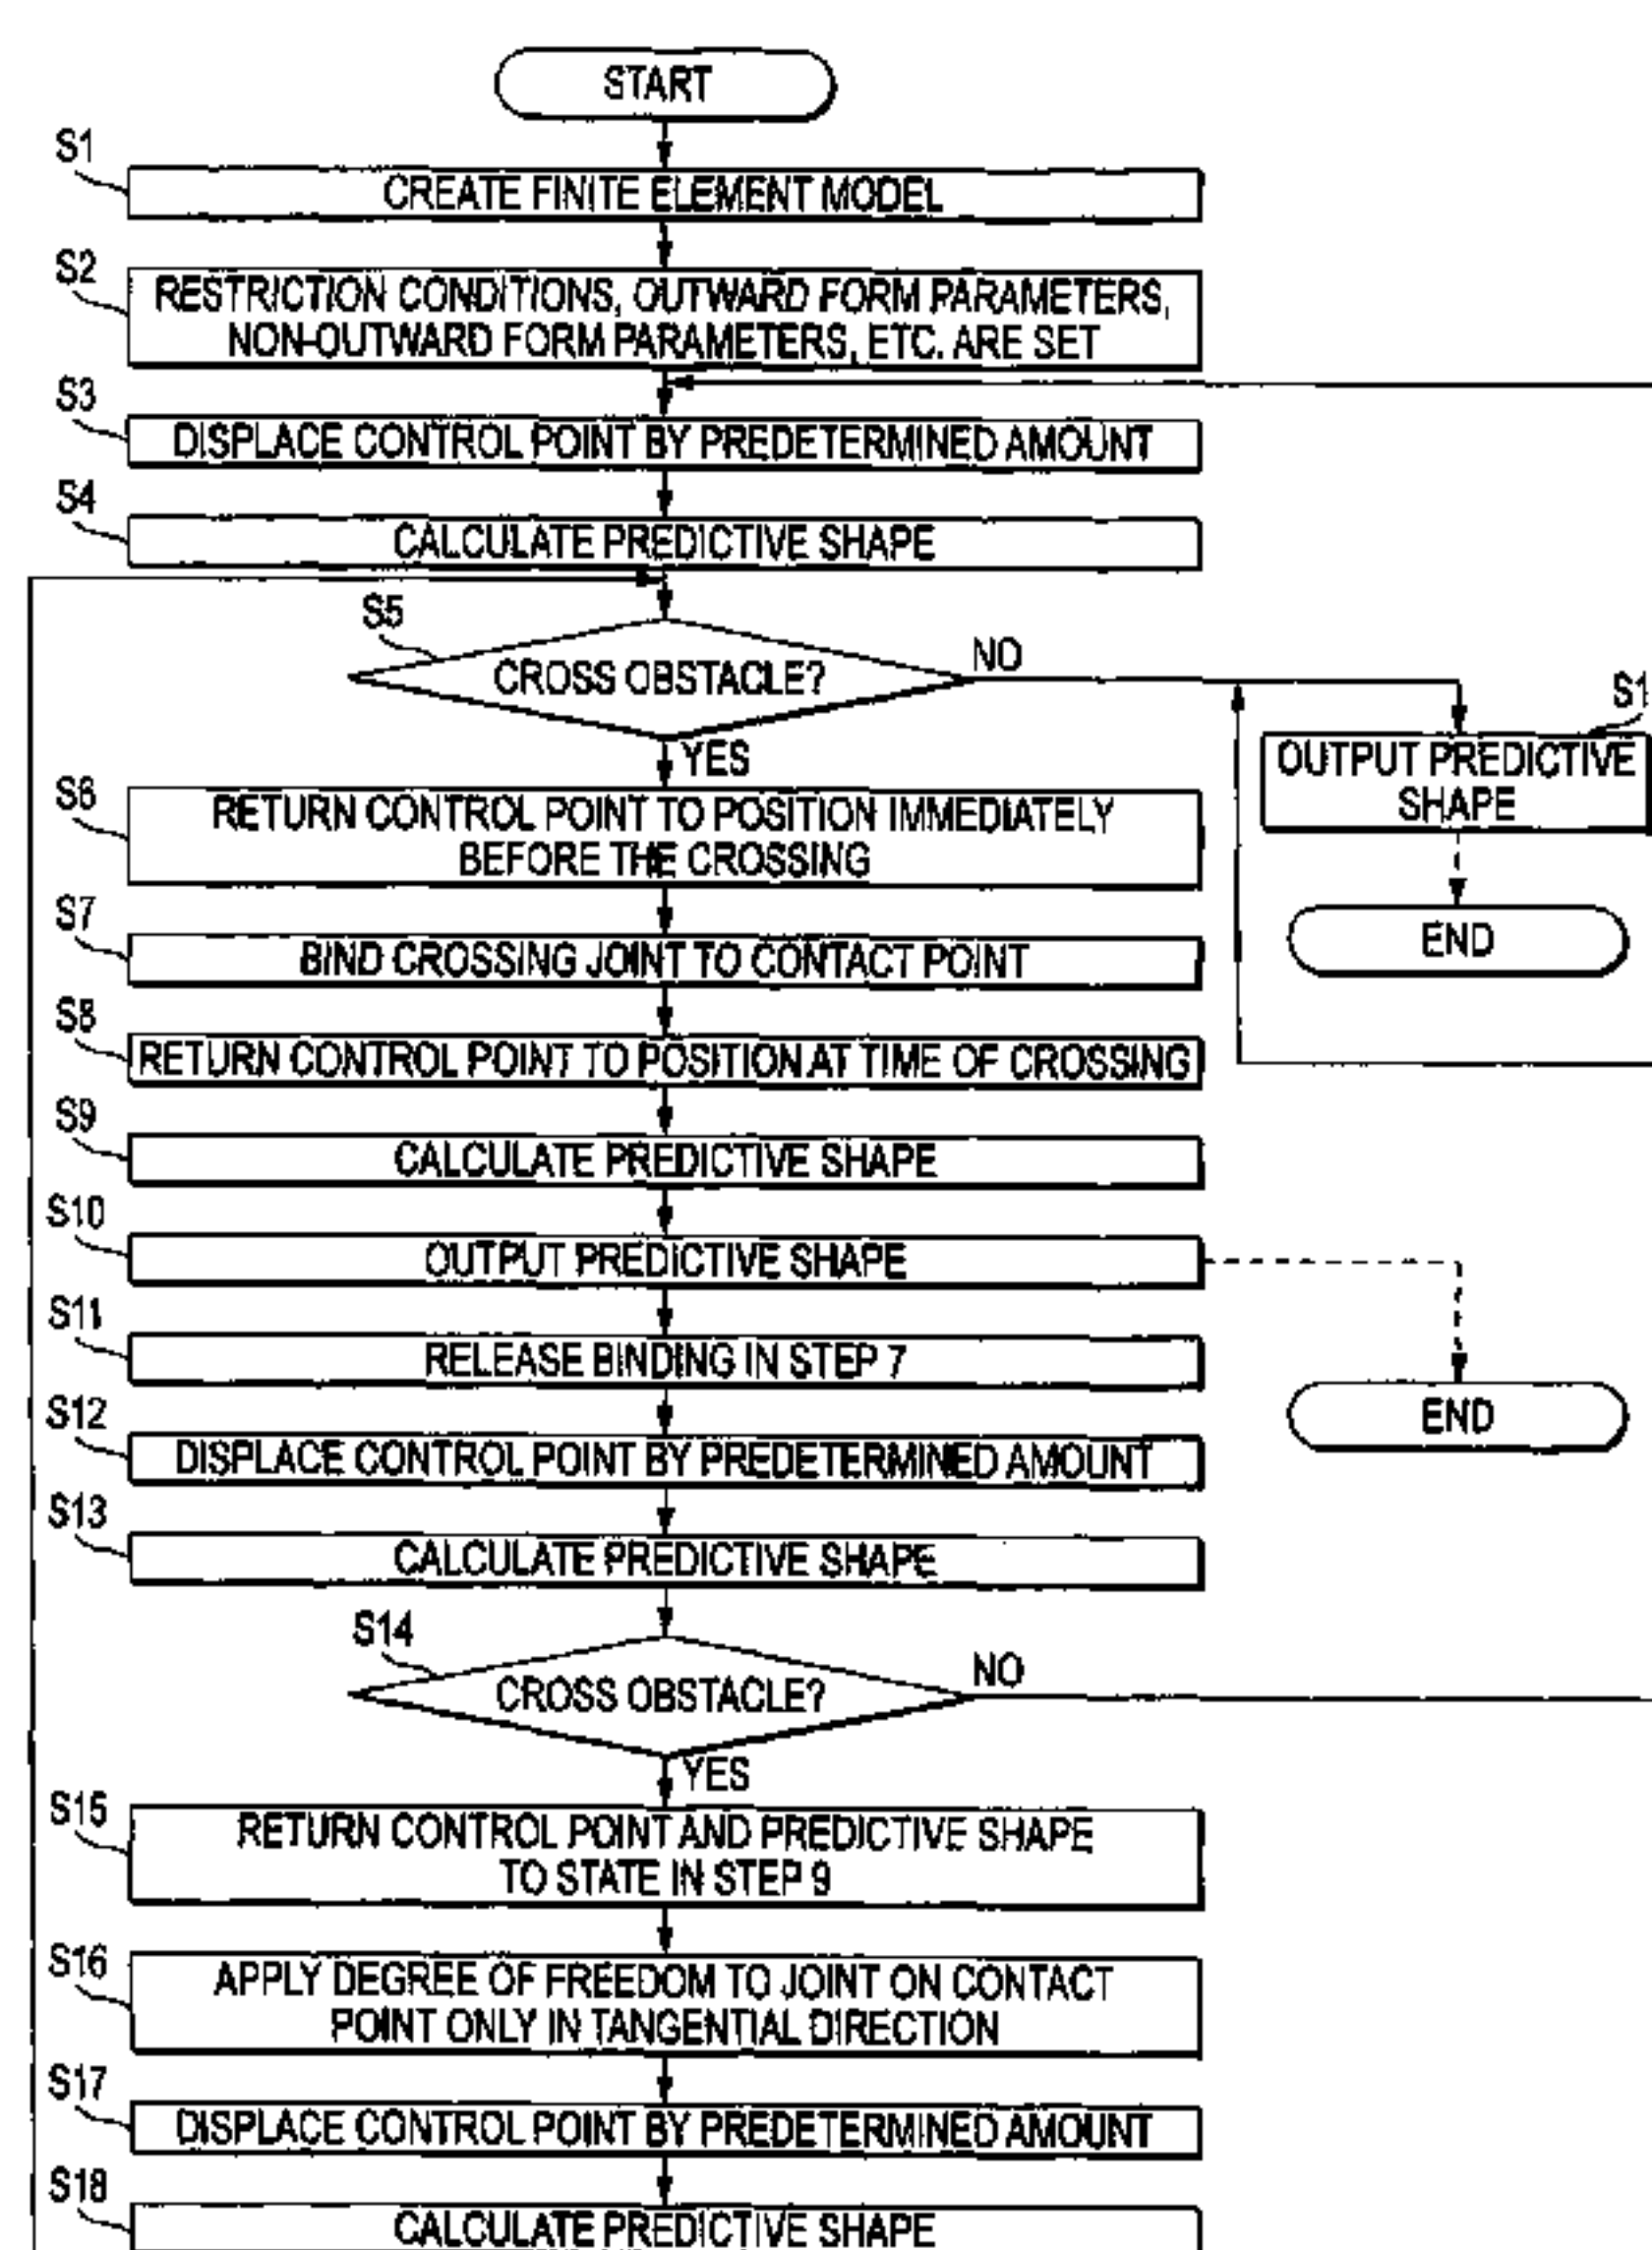 START
S1
CREATE FINITE ELEMENT MODEL
S2
RESTRICTION CONDITIONS, OUTWARD FORM PARAMETERS,
NON-OUTWARD FORM PARAMETERS, ETC. ARE SET
S3
DISPLACE CONTROL POINT BY PREDETERMINED AMOUNT
S4
CALCULATE PREDICTIVE SHAPE
S5
CROSS OBSTACLE?
NO
YES
S1
OUTPUT PREDICTIVE
SHAPE
END
S6
RETURN CONTROL POINT TO POSITION IMMEDIATELY
BEFORE THE CROSSING
S7
BIND CROSSING JOINT TO CONTACT POINT
S8
RETURN CONTROL POINT TO POSITION AT TIME OF CROSSING
S9
CALCULATE PREDICTIVE SHAPE
S10
OUTPUT PREDICTIVE SHAPE
S11
RELEASE BINDING IN STEP 7
END
S12
DISPLACE CONTROL POINT BY PREDETERMINED AMOUNT
S13
CALCULATE PREDICTIVE SHAPE
S14
CROSS OBSTACLE?
NO
YES
S15
RETURN CONTROL POINT AND PREDICTIVE SHAPE
TO STATE IN STEP 9
S16
APPLY DEGREE OF FREEDOM TO JOINT ON CONTACT
POINT ONLY IN TANGENTIAL DIRECTION
S17
DISPLACE CONTROL POINT BY PREDETERMINED AMOUNT
S18
CALCULATE PREDICTIVE SHAPE